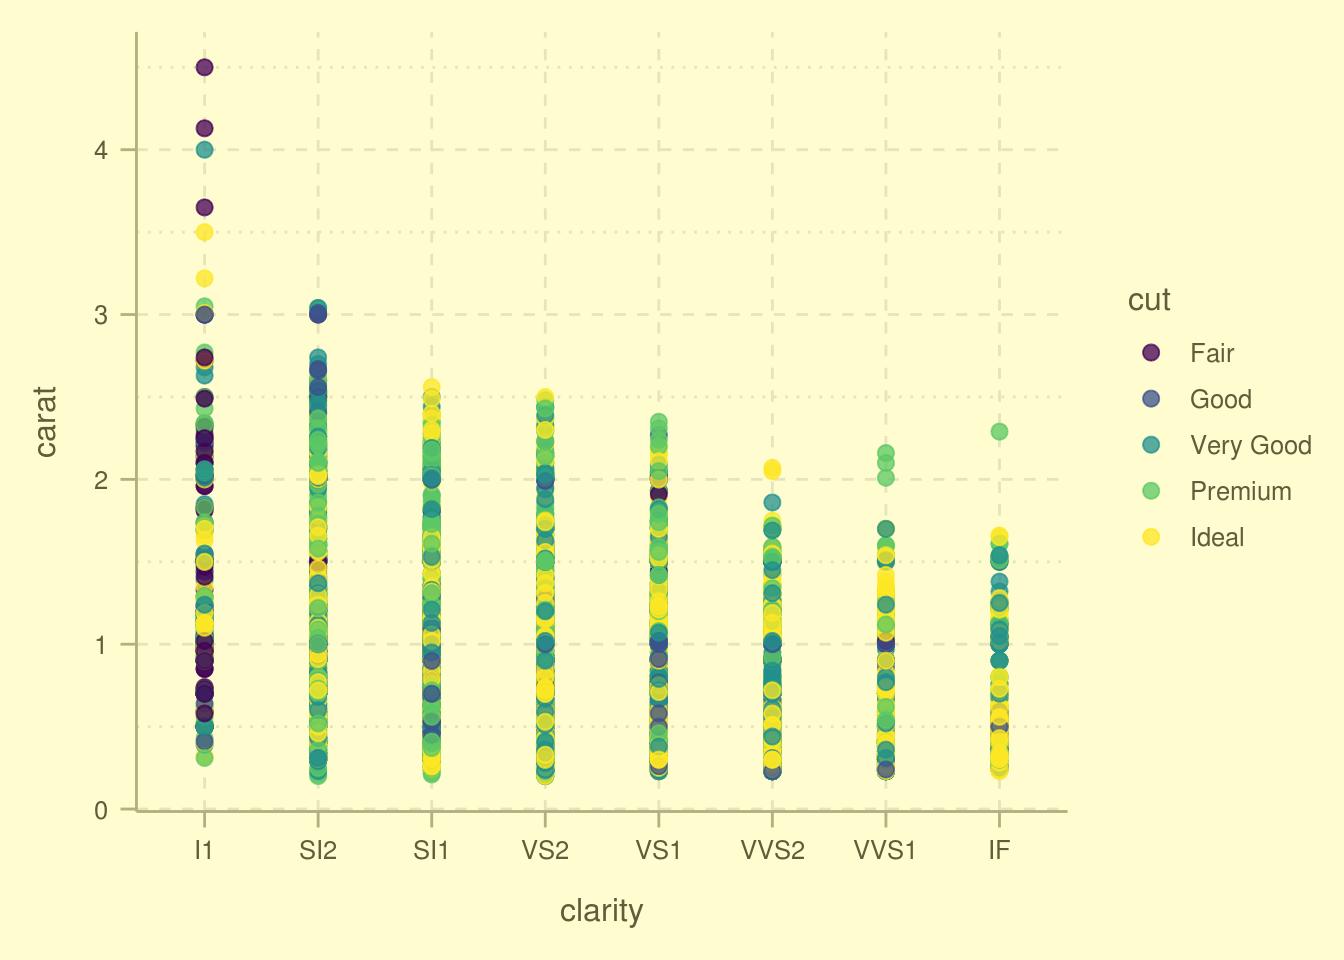 4
3
2
1
0
carat
I1 SI2 SI1 VS2 VS1 VVS2 VVS1 IF
clarity
cut
Fair
Good
Very Good
Premium
Ideal